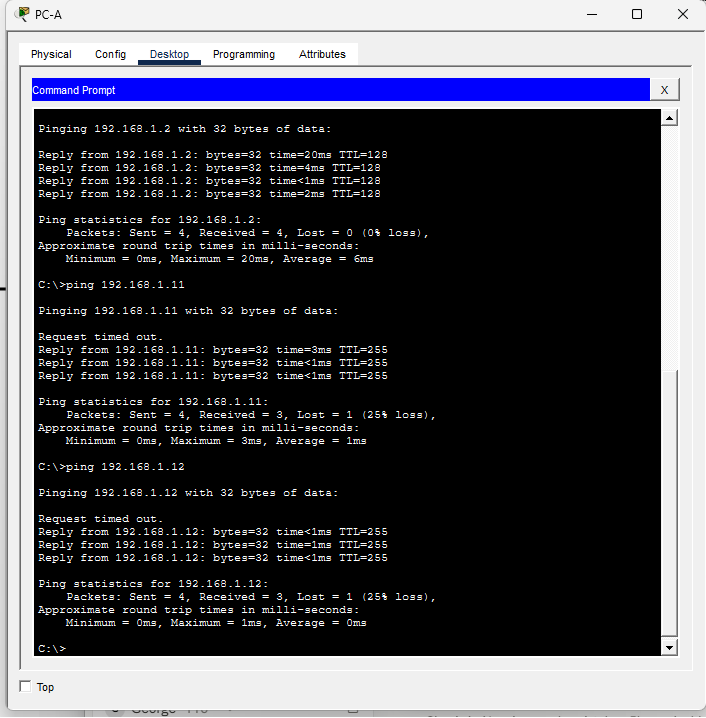 PC-A
Physical Config Desktop Programming Attributes
Command Prompt
X
Pinging 192.168.1.2 with 32 bytes of data:
Reply from 192.168.1.2: bytes=32 time=20ms TTL=128
Reply from 192.168.1.2: bytes=32 time=4ms TTL=128
Reply from 192.168.1.2: bytes=32 time<1ms TTL=128
Reply from 192.168.1.2: bytes=32 time=2ms TTL=128
Ping statistics for 192.168.1.2:
Packets: Sent = 4, Received = 4, Lost = 0 (0% loss),
Approximate round trip times in milli-seconds:
Minimum = 0ms, Maximum = 20ms, Average = 6ms
C:\>ping 192.168.1.11
Pinging 192.168.1.11 with 32 bytes of data:
Request timed out.
Reply from 192.168.1.11: bytes=32 time=3ms TTL=255
Reply from 192.168.1.11: bytes=32 time<1ms TTL=255
Reply from 192.168.1.11: bytes=32 time<1ms TTL=255
Ping statistics for 192.168.1.11:
Packets: Sent = 4, Received = 3, Lost = 1 (25% loss),
Approximate round trip times in milli-seconds:
Minimum = 0ms, Maximum = 3ms, Average = 1ms
C:\>ping 192.168.1.12
Pinging 192.168.1.12 with 32 bytes of data:
Request timed out.
Reply from 192.168.1.12: bytes=32 time<1ms TTL=255
Reply from 192.168.1.12: bytes=32 time=1ms TTL=255
Reply from 192.168.1.12: bytes=32 time<1ms TTL=255
Ping statistics for 192.168.1.12:
Packets: Sent = 4, Received = 3, Lost = 1 (25% loss),
Approximate round trip times in milli-seconds:
Minimum = 0ms, Maximum = 1ms, Average = 0ms
C:\>
Top
George